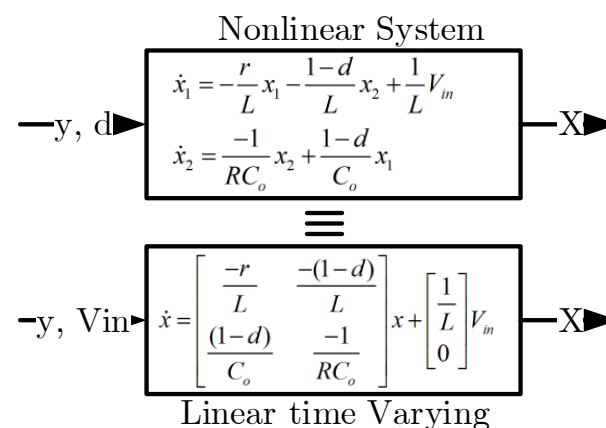 Nonlinear System
y, d
ẋ₁ = -r/L x₁ - 1-d/L x₂ + 1/L V_in
ẋ₂ = -1/RC_o x₂ + 1-d/C_o x₁
X
≡
y, Vin
ẋ = [ -r/L -(1-d)/L ; (1-d)/C_o -1/RC_o ] x + [ 1/L ; 0 ] V_in
X
Linear time Varying